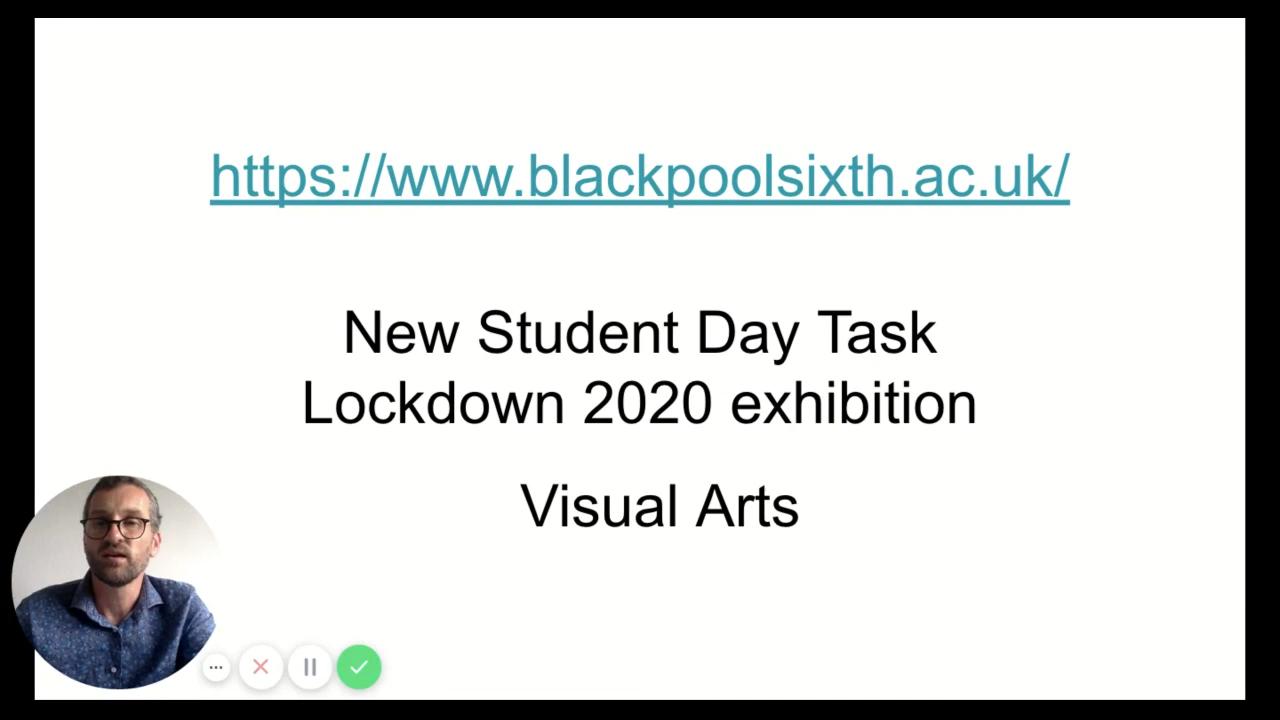 https://www.blackpoolsixth.ac.uk/
New Student Day Task
Lockdown 2020 exhibition
Visual Arts